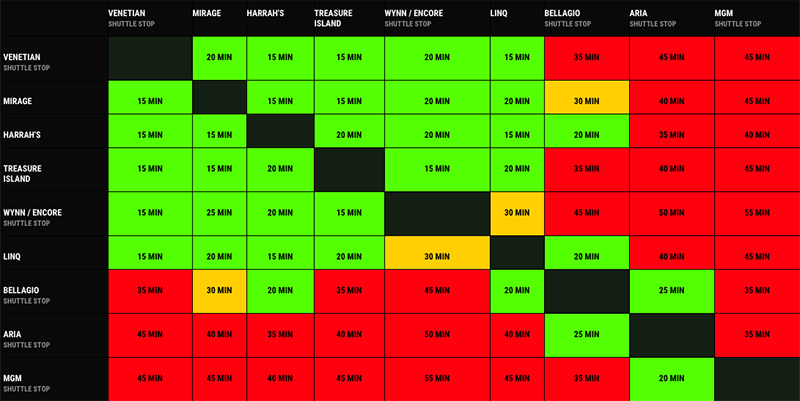 VENETIAN MIRAGE HARRAH'S TREASURE WYNN / ENCORE LINQ BELLAGIO ARIA MGM
SHUTTLE STOP ISLAND SHUTTLE STOP SHUTTLE STOP SHUTTLE STOP SHUTTLE STOP
VENETIAN 20 MIN 15 MIN 15 MIN 20 MIN 15 MIN 35 MIN 45 MIN 45 MIN
SHUTTLE STOP
MIRAGE 15 MIN 15 MIN 15 MIN 20 MIN 20 MIN 30 MIN 40 MIN 45 MIN
HARRAH'S 15 MIN 15 MIN 20 MIN 20 MIN 15 MIN 20 MIN 35 MIN 40 MIN
SHUTTLE STOP
TREASURE 15 MIN 15 MIN 20 MIN 15 MIN 20 MIN 35 MIN 40 MIN 45 MIN
ISLAND
WYNN / ENCORE 15 MIN 25 MIN 20 MIN 15 MIN 30 MIN 45 MIN 50 MIN 55 MIN
SHUTTLE STOP
LINQ 15 MIN 20 MIN 15 MIN 20 MIN 30 MIN 20 MIN 40 MIN 45 MIN
BELLAGIO 35 MIN 30 MIN 20 MIN 35 MIN 45 MIN 20 MIN 25 MIN 35 MIN
SHUTTLE STOP
ARIA 45 MIN 40 MIN 35 MIN 40 MIN 50 MIN 40 MIN 25 MIN 35 MIN
SHUTTLE STOP
MGM 45 MIN 45 MIN 40 MIN 45 MIN 55 MIN 45 MIN 35 MIN 20 MIN
SHUTTLE STOP